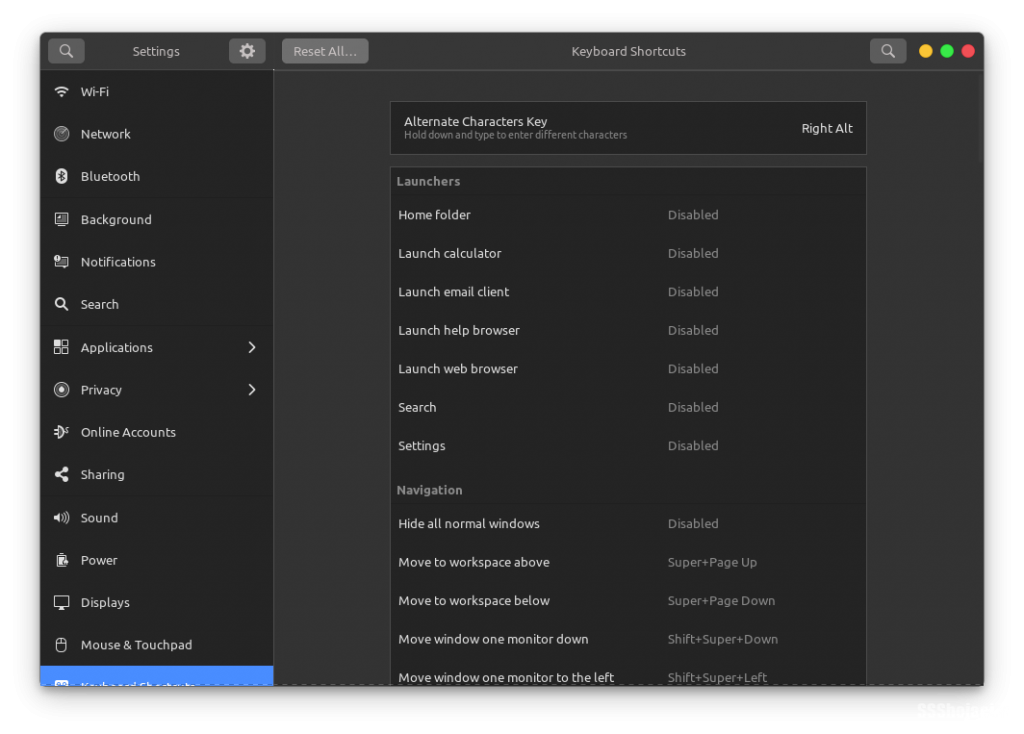 Settings
Reset All...
Keyboard Shortcuts
Wi-Fi
Network
Bluetooth
Background
Notifications
Search
Applications
Privacy
Online Accounts
Sharing
Sound
Power
Displays
Mouse & Touchpad
Keyboard Shortcuts
Alternate Characters Key
Hold down and type to enter different characters
Right Alt
Launchers
Home folder Disabled
Launch calculator Disabled
Launch email client Disabled
Launch help browser Disabled
Launch web browser Disabled
Search Disabled
Settings Disabled
Navigation
Hide all normal windows Disabled
Move to workspace above Super+Page Up
Move to workspace below Super+Page Down
Move window one monitor down Shift+Super+Down
Move window one monitor to the left Shift+Super+Left